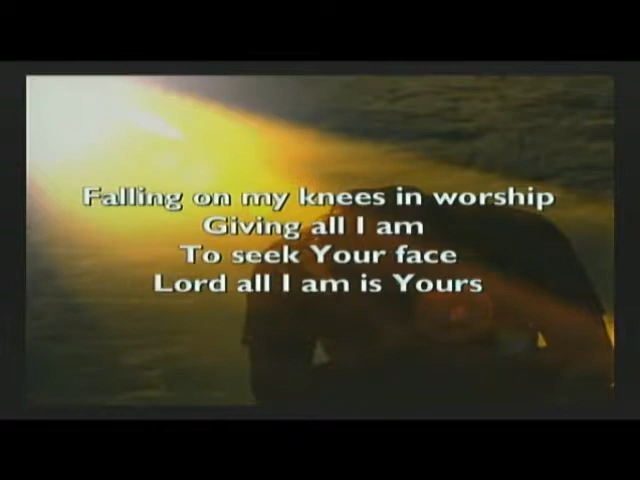 Falling on my knees in worship
Giving all I am
To seek Your face
Lord all I am is Yours